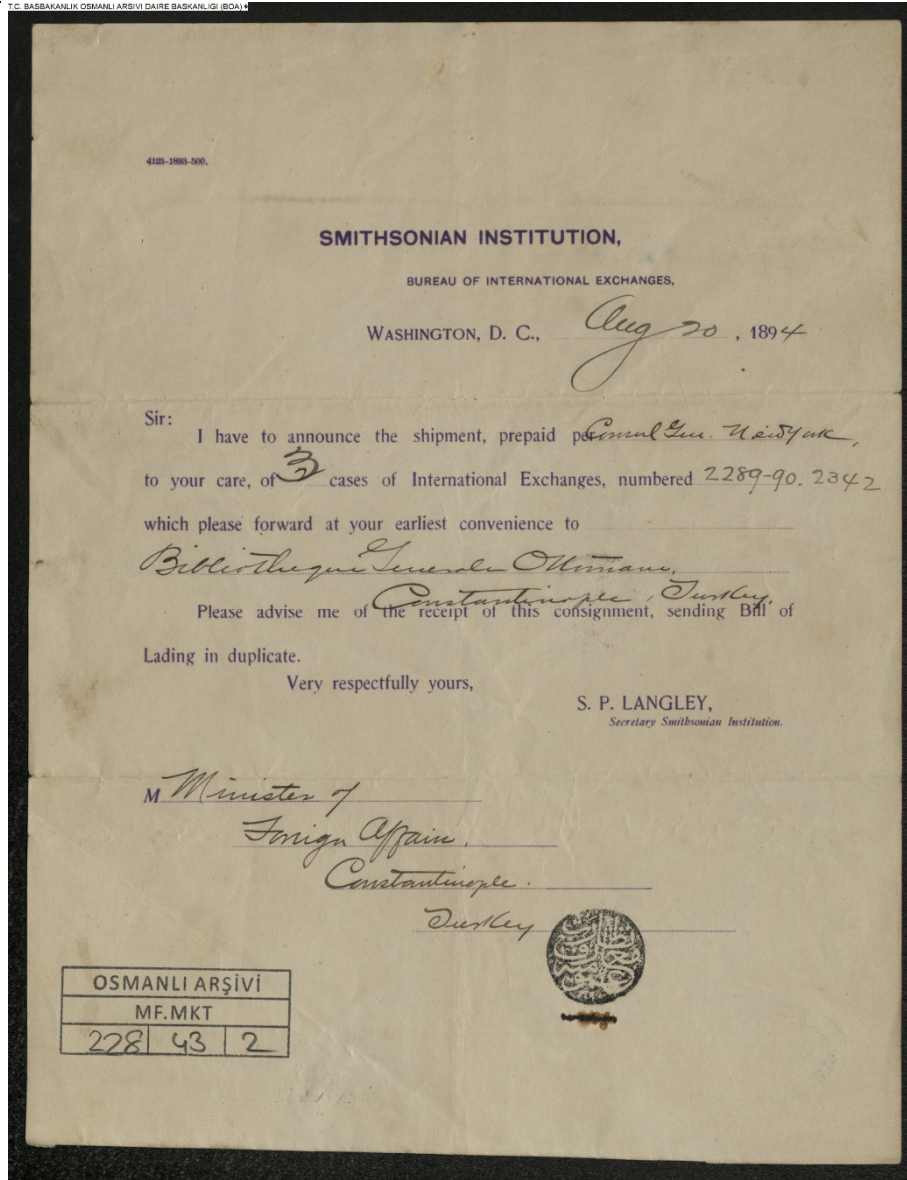 T.C. BASBAKANLIK OSMANLI ARSIVI DAIRE BASKANLIGI (BOA)
4123-1893-500.
SMITHSONIAN INSTITUTION,
BUREAU OF INTERNATIONAL EXCHANGES,
WASHINGTON, D. C., Aug 20, 1894
Sir:
I have to announce the shipment, prepaid per Consul Gen. New York,
to your care, of 3 cases of International Exchanges, numbered 2289-90. 2342
which please forward at your earliest convenience to
Bibliotheque Generale Ottomane,
Constantinople, Turkey.
Please advise me of the receipt of this consignment, sending Bill of
Lading in duplicate.
Very respectfully yours,
S. P. LANGLEY,
Secretary Smithsonian Institution.
M Minister of
Foreign Affairs.
Constantinople.
Turkey
OSMANLI ARŞİVİ
MF.MKT
228 43 2